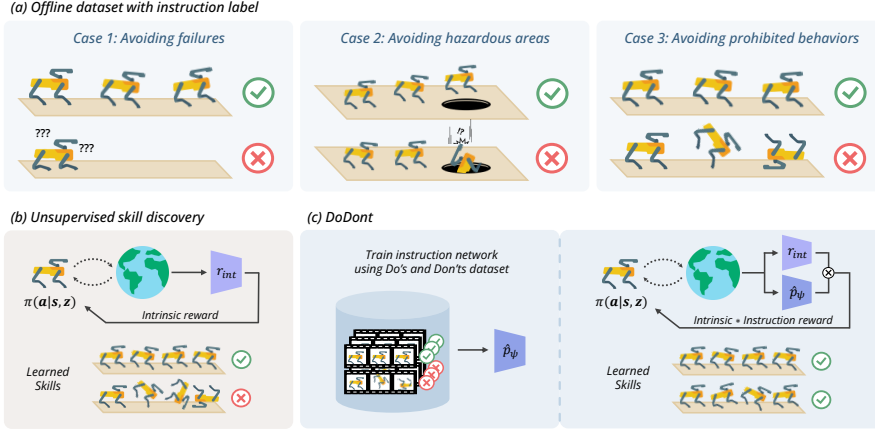 (a) Offline dataset with instruction label
Case 1: Avoiding failures
Case 2: Avoiding hazardous areas
Case 3: Avoiding prohibited behaviors
???
???
(b) Unsupervised skill discovery
(c) DoDont
r_int
π(a|s, z)
Intrinsic reward
Learned
Skills
Train instruction network
using Do's and Don'ts dataset
p̂_ψ
r_int
p̂_ψ
π(a|s, z)
Intrinsic * Instruction reward
Learned
Skills